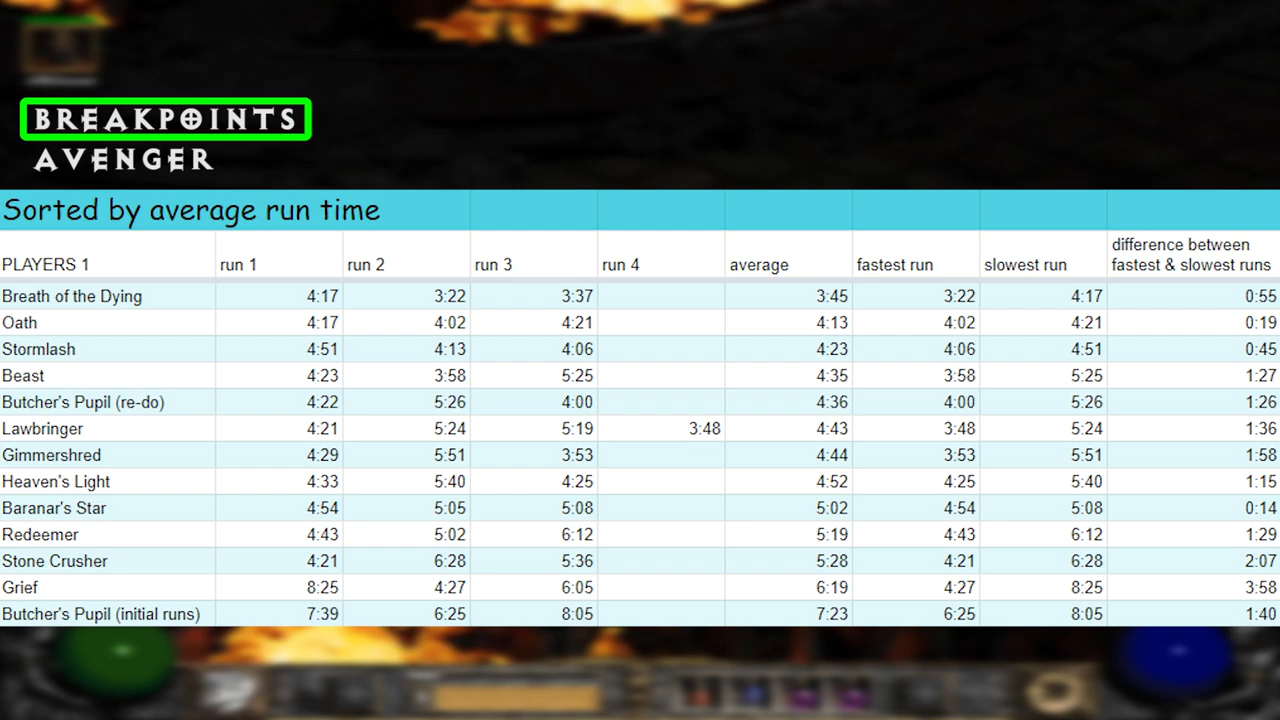 BREAKPOINTS
AVENGER
Sorted by average run time
PLAYERS 1 run 1 run 2 run 3 run 4 average fastest run slowest run difference between fastest & slowest runs
Breath of the Dying 4:17 3:22 3:37 3:45 3:22 4:17 0:55
Oath 4:17 4:02 4:21 4:13 4:02 4:21 0:19
Stormlash 4:51 4:13 4:06 4:23 4:06 4:51 0:45
Beast 4:23 3:58 5:25 4:35 3:58 5:25 1:27
Butcher's Pupil (re-do) 4:22 5:26 4:00 4:36 4:00 5:26 1:26
Lawbringer 4:21 5:24 5:19 3:48 4:43 3:48 5:24 1:36
Gimmershred 4:29 5:51 3:53 4:44 3:53 5:51 1:58
Heaven's Light 4:33 5:40 4:25 4:52 4:25 5:40 1:15
Baranar's Star 4:54 5:05 5:08 5:02 4:54 5:08 0:14
Redeemer 4:43 5:02 6:12 5:19 4:43 6:12 1:29
Stone Crusher 4:21 6:28 5:36 5:28 4:21 6:28 2:07
Grief 8:25 4:27 6:05 6:19 4:27 8:25 3:58
Butcher's Pupil (initial runs) 7:39 6:25 8:05 7:23 6:25 8:05 1:40